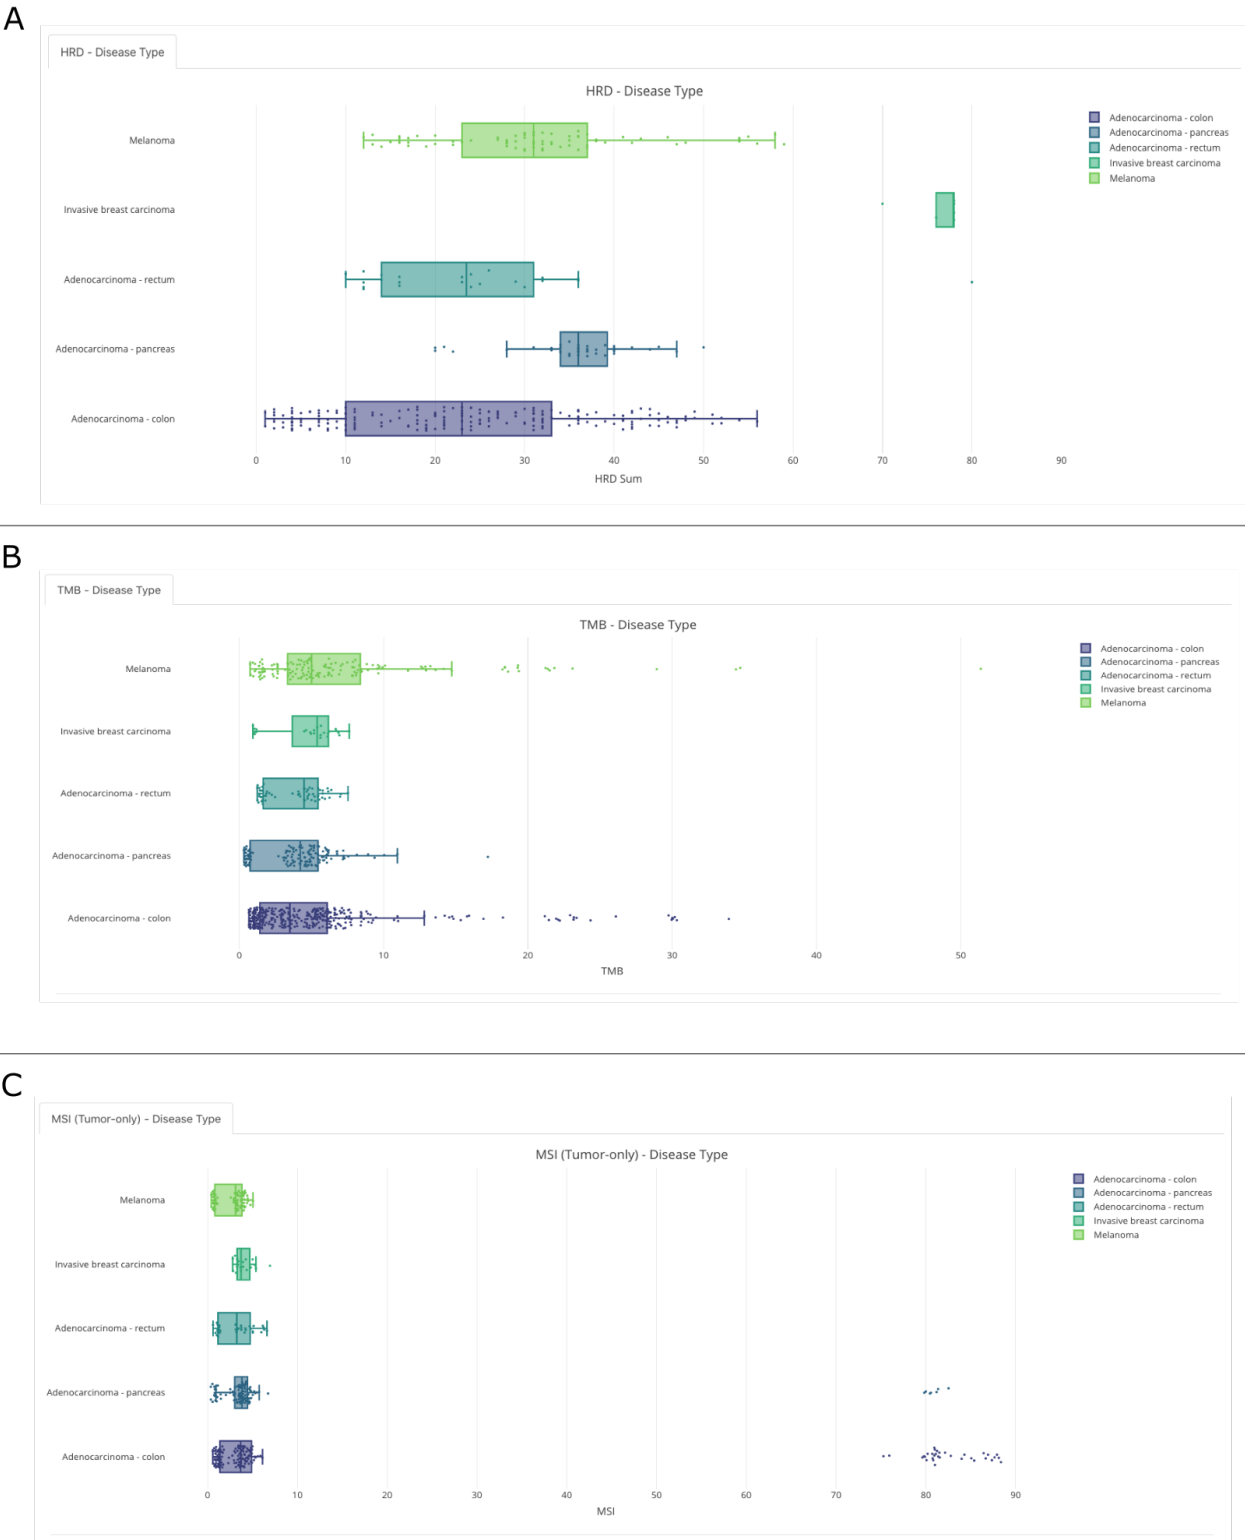 A
HRD - Disease Type
HRD - Disease Type
Melanoma
Invasive breast carcinoma
Adenocarcinoma - rectum
Adenocarcinoma - pancreas
Adenocarcinoma - colon
0 10 20 30 40 50 60 70 80 90
HRD Sum
Adenocarcinoma - colon
Adenocarcinoma - pancreas
Adenocarcinoma - rectum
Invasive breast carcinoma
Melanoma
B
TMB - Disease Type
TMB - Disease Type
Melanoma
Invasive breast carcinoma
Adenocarcinoma - rectum
Adenocarcinoma - pancreas
Adenocarcinoma - colon
0 10 20 30 40 50
TMB
Adenocarcinoma - colon
Adenocarcinoma - pancreas
Adenocarcinoma - rectum
Invasive breast carcinoma
Melanoma
C
MSI (Tumor-only) - Disease Type
MSI (Tumor-only) - Disease Type
Melanoma
Invasive breast carcinoma
Adenocarcinoma - rectum
Adenocarcinoma - pancreas
Adenocarcinoma - colon
0 10 20 30 40 50 60 70 80 90
MSI
Adenocarcinoma - colon
Adenocarcinoma - pancreas
Adenocarcinoma - rectum
Invasive breast carcinoma
Melanoma